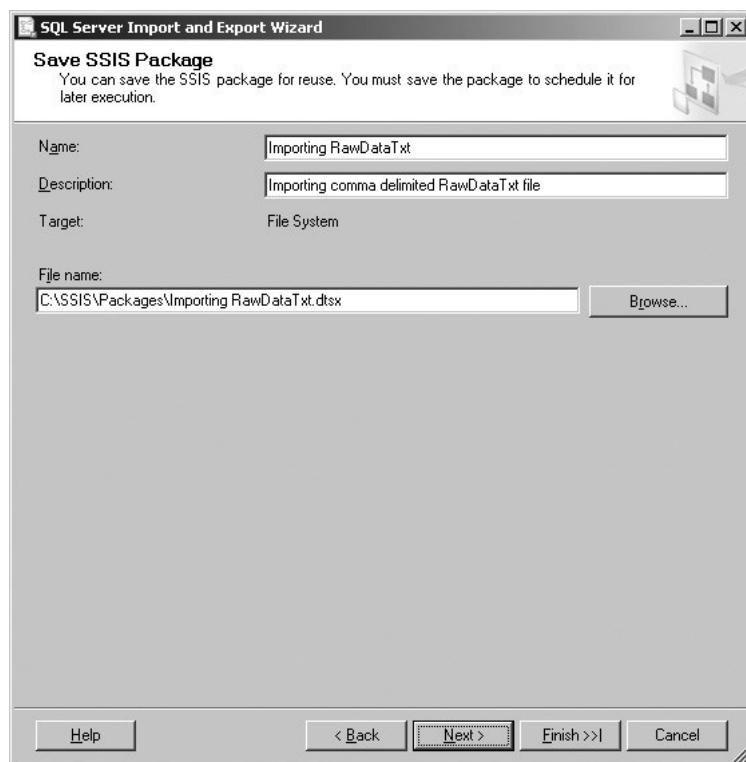 SQL Server Import and Export Wizard
Save SSIS Package
You can save the SSIS package for reuse. You must save the package to schedule it for
later execution.
Name:
Importing RawDataTxt
Description:
Importing comma delimited RawDataTxt file
Target:
File System
File name:
C:\SSIS\Packages\Importing RawDataTxt.dtsx
Browse...
Help
< Back
Next >
Finish >>|
Cancel